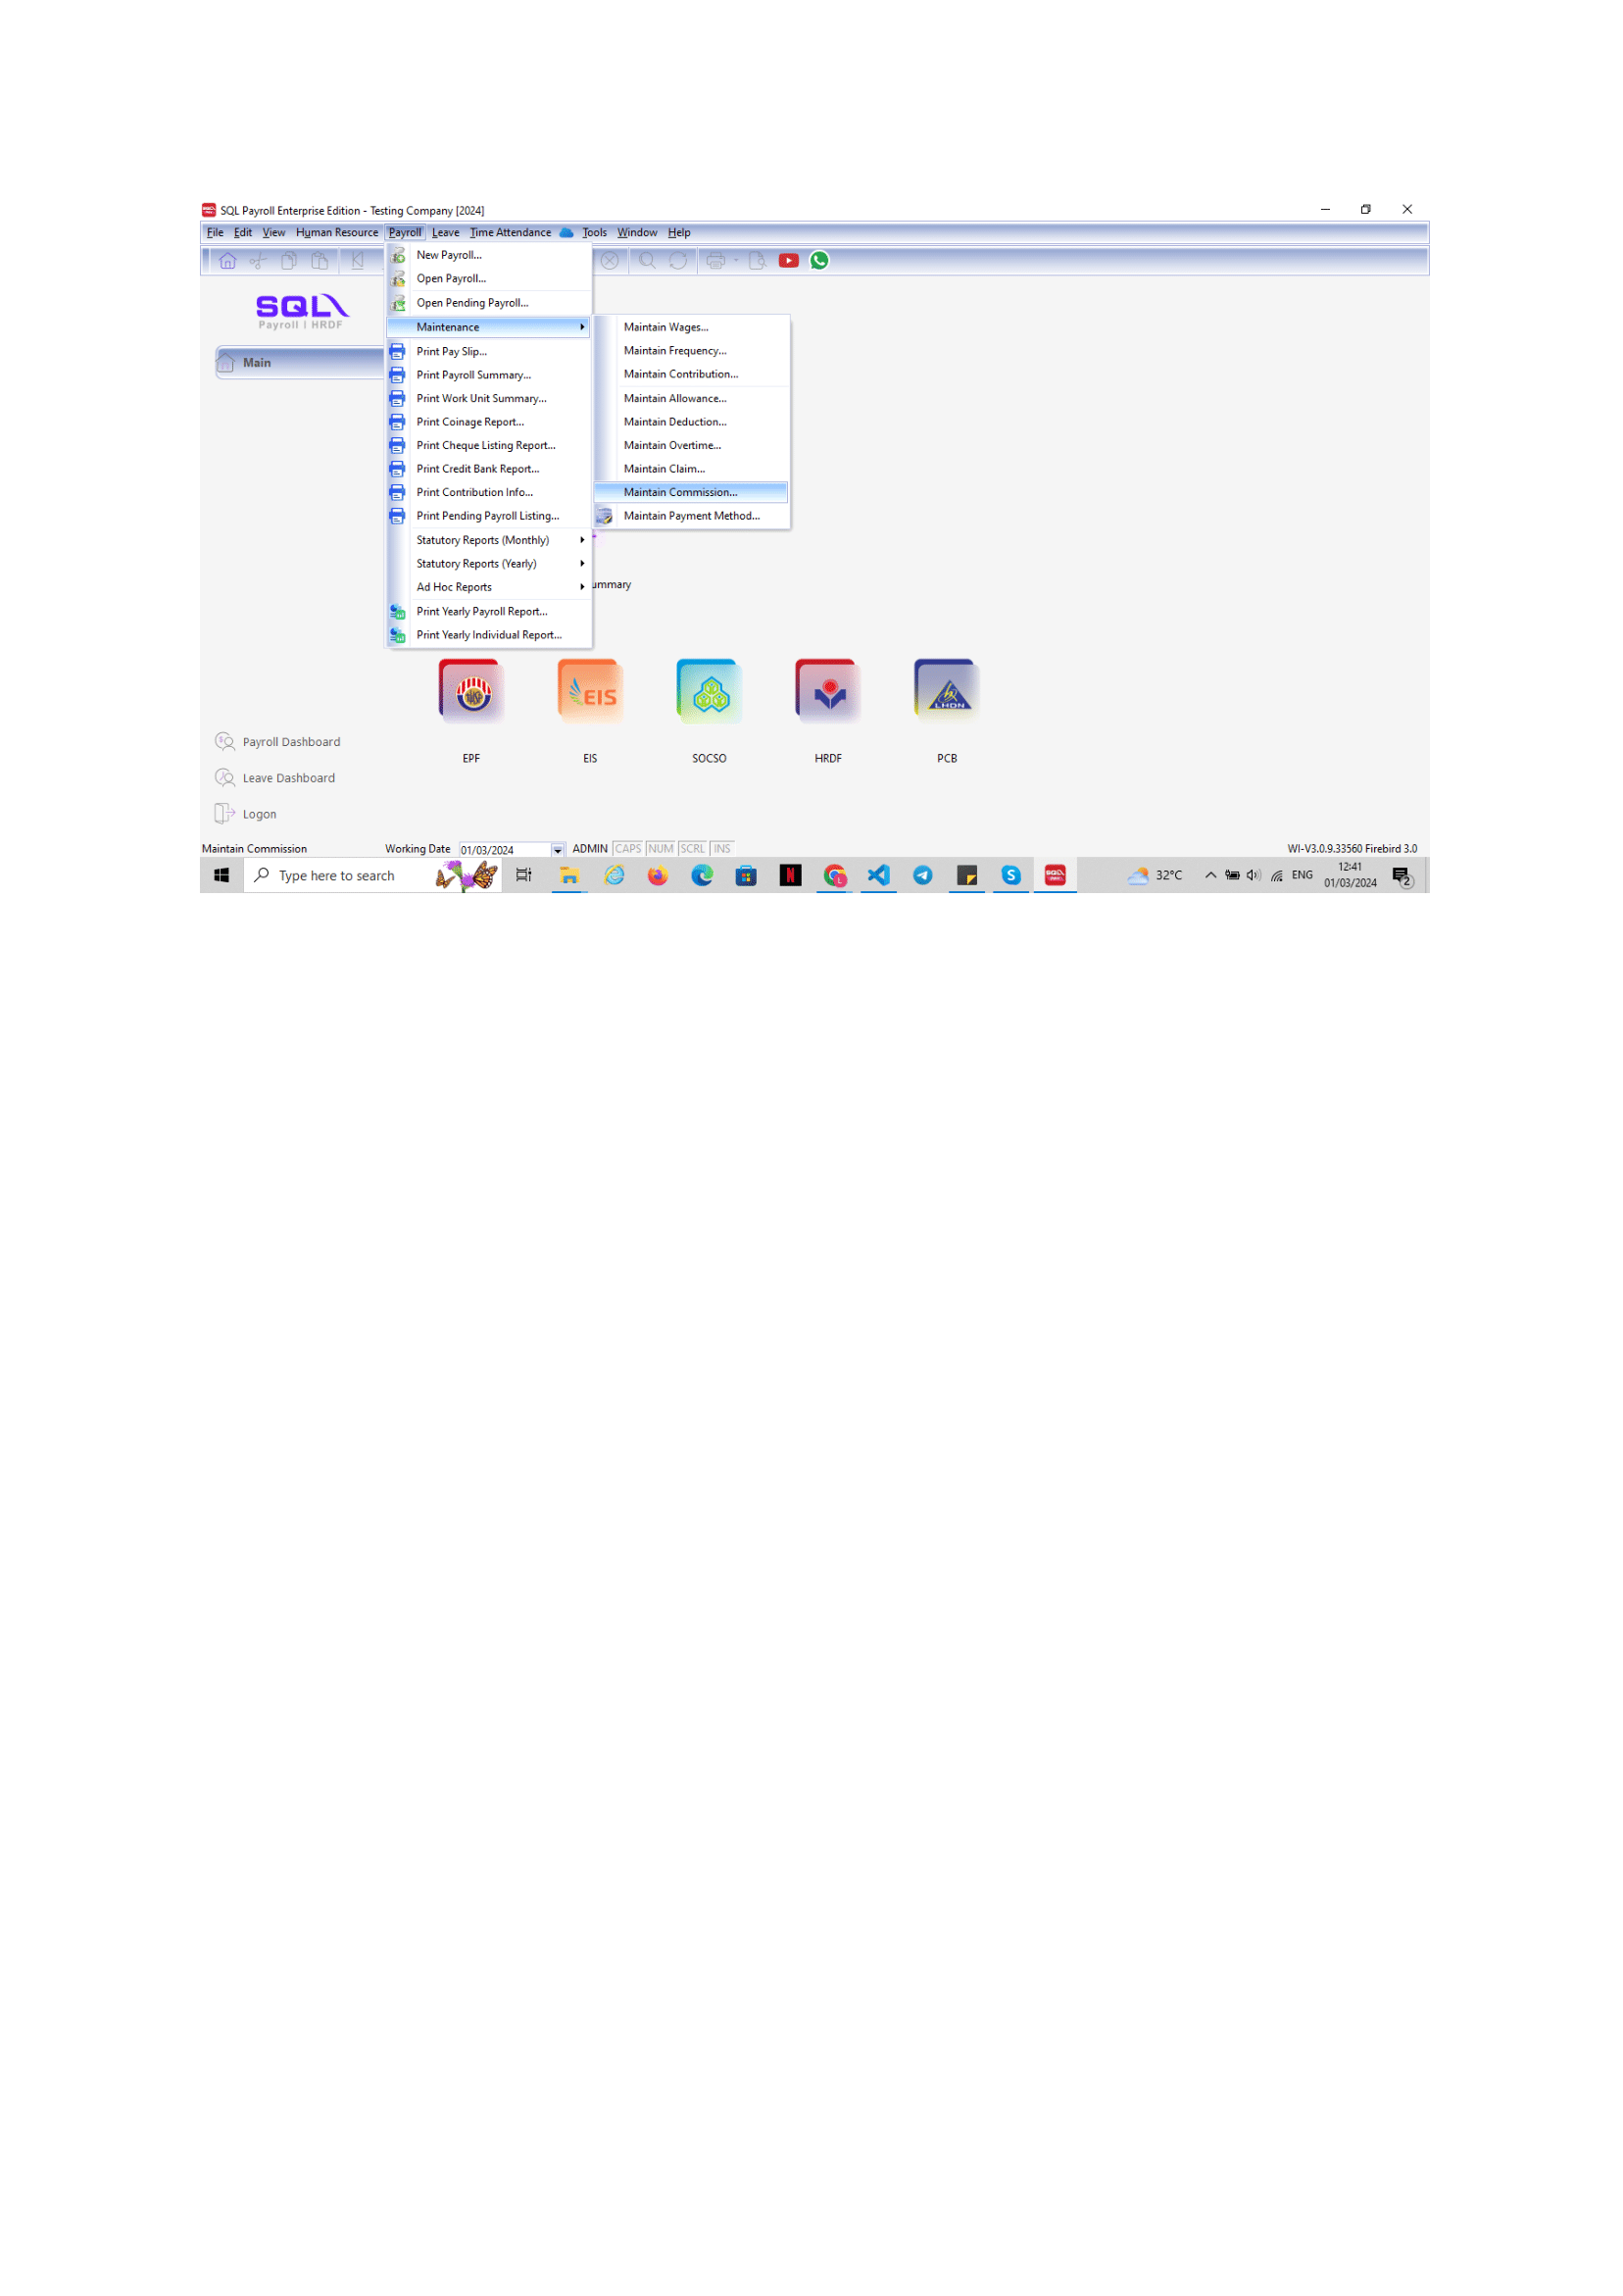 SQL Payroll Enterprise Edition - Testing Company [2024]
File Edit View Human Resource Payroll Leave Time Attendance Tools Window Help
SQL
Payroll | HRDF
Main
New Payroll...
Open Payroll...
Open Pending Payroll...
Maintenance
Print Pay Slip...
Print Payroll Summary...
Print Work Unit Summary...
Print Coinage Report...
Print Cheque Listing Report...
Print Credit Bank Report...
Print Contribution Info...
Print Pending Payroll Listing...
Statutory Reports (Monthly)
Statutory Reports (Yearly)
Ad Hoc Reports
Print Yearly Payroll Report...
Print Yearly Individual Report...
Maintain Wages...
Maintain Frequency...
Maintain Contribution...
Maintain Allowance...
Maintain Deduction...
Maintain Overtime...
Maintain Claim...
Maintain Commission...
Maintain Payment Method...
ummary
EIS
LHDN
EPF EIS SOCSO HRDF PCB
Payroll Dashboard
Leave Dashboard
Logon
Maintain Commission Working Date 01/03/2024 ADMIN CAPS NUM SCRL INS WI-V3.0.9.33560 Firebird 3.0
Type here to search 32°C ENG 12:41
01/03/2024 2